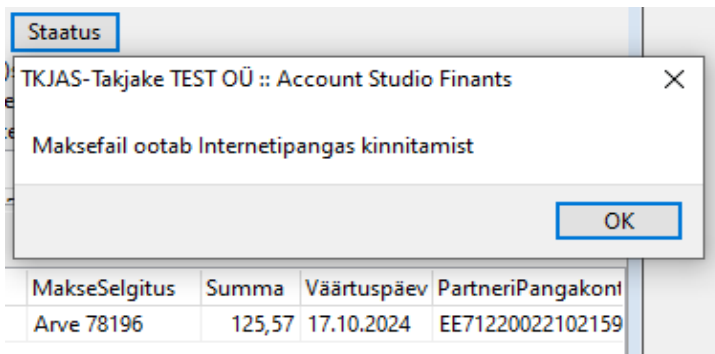 Staatus
TKJAS-Takjake TEST OÜ :: Account Studio Finants
Maksefail ootab Internetipangas kinnitamist
OK
MakseSelgitus Summa Väärtuspäev PartneriPangakont
Arve 78196 125,57 17.10.2024 EE71220022102159